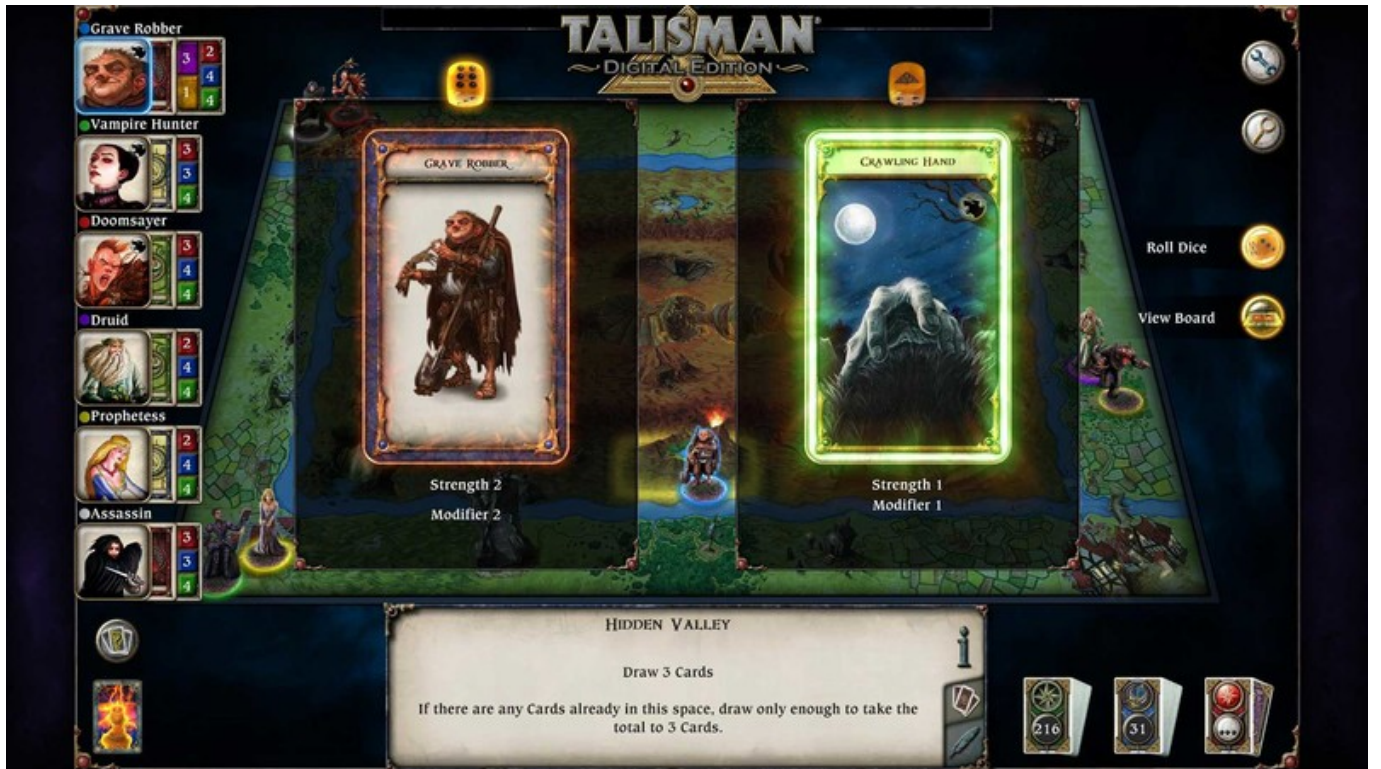 TALISMAN
DIGITAL EDITION
Grave Robber
3 2
4
1 4
Vampire Hunter
3
3
4
Doomsayer
3
4
4
Druid
2
4
4
Prophetess
2
4
4
Assassin
3
3
4
GRAVE ROBBER
Strength 2
Modifier 2
CRAWLING HAND
Strength 1
Modifier 1
Roll Dice
View Board
HIDDEN VALLEY
Draw 3 Cards
If there are any Cards already in this space, draw only enough to take the
total to 3 Cards.
216
31